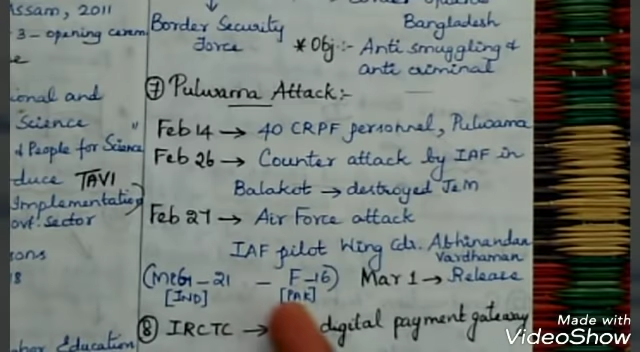 Assam, 2011
3 - opening cerem
ional and
Science "
& People for Science
duce TAVI
Implementation
ovt. sector
sons
Border Security
Force
Bangladesh
* Obj :- Anti smuggling &
anti criminal
⑦ Pulwama Attack :-
Feb 14 → 40 CRPF personnel, Pulwama
Feb 26 → Counter attack by IAF in
Balakot → destroyed JeM
Feb 27 → Air Force attack
IAF pilot Wing Cdr. Abhinandan
Vardhaman
(MiG - 21 - F-16) Mar 1 → Release
[IND] [PAK]
⑧ IRCTC → digital payment gateway
Education
Made with
VideoShow